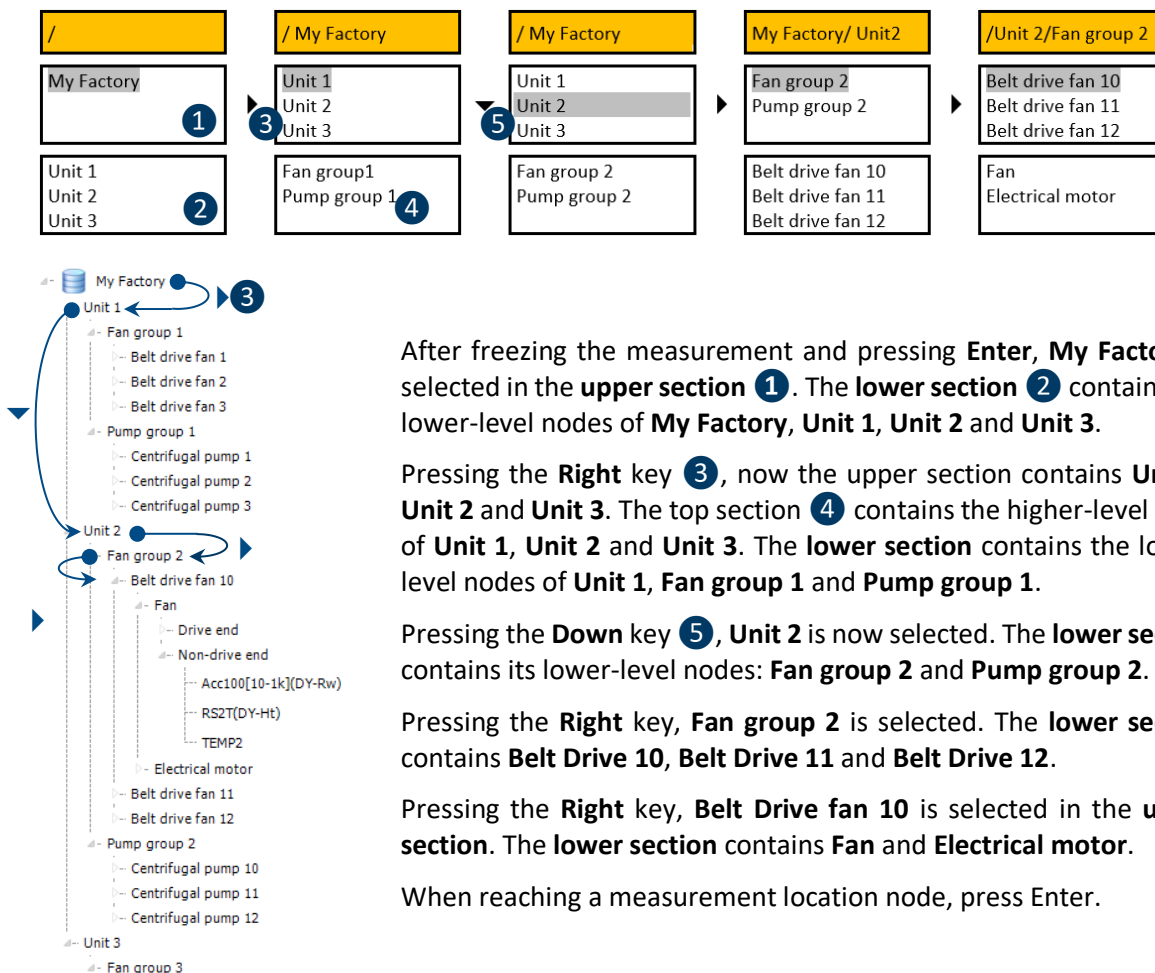 /
My Factory
1
Unit 1
Unit 2
Unit 3
2
/ My Factory
3
Unit 1
Unit 2
Unit 3
Fan group1
Pump group 1
4
/ My Factory
5
Unit 1
Unit 2
Unit 3
Fan group 2
Pump group 2
My Factory/ Unit2
Fan group 2
Pump group 2
Belt drive fan 10
Belt drive fan 11
Belt drive fan 12
/Unit 2/Fan group 2
Belt drive fan 10
Belt drive fan 11
Belt drive fan 12
Fan
Electrical motor
My Factory
3
Unit 1
Fan group 1
Belt drive fan 1
Belt drive fan 2
Belt drive fan 3
Pump group 1
Centrifugal pump 1
Centrifugal pump 2
Centrifugal pump 3
Unit 2
Fan group 2
Belt drive fan 10
Fan
Drive end
Non-drive end
Acc100[10-1k](DY-Rw)
RS2T(DY-Ht)
TEMP2
Electrical motor
Belt drive fan 11
Belt drive fan 12
Pump group 2
Centrifugal pump 10
Centrifugal pump 11
Centrifugal pump 12
Unit 3
Fan group 3
After freezing the measurement and pressing Enter, My Facto
selected in the upper section 1. The lower section 2 contain
lower-level nodes of My Factory, Unit 1, Unit 2 and Unit 3.
Pressing the Right key 3, now the upper section contains Un
Unit 2 and Unit 3. The top section 4 contains the higher-level
of Unit 1, Unit 2 and Unit 3. The lower section contains the lo
level nodes of Unit 1, Fan group 1 and Pump group 1.
Pressing the Down key 5, Unit 2 is now selected. The lower se
contains its lower-level nodes: Fan group 2 and Pump group 2.
Pressing the Right key, Fan group 2 is selected. The lower se
contains Belt Drive 10, Belt Drive 11 and Belt Drive 12.
Pressing the Right key, Belt Drive fan 10 is selected in the u
section. The lower section contains Fan and Electrical motor.
When reaching a measurement location node, press Enter.